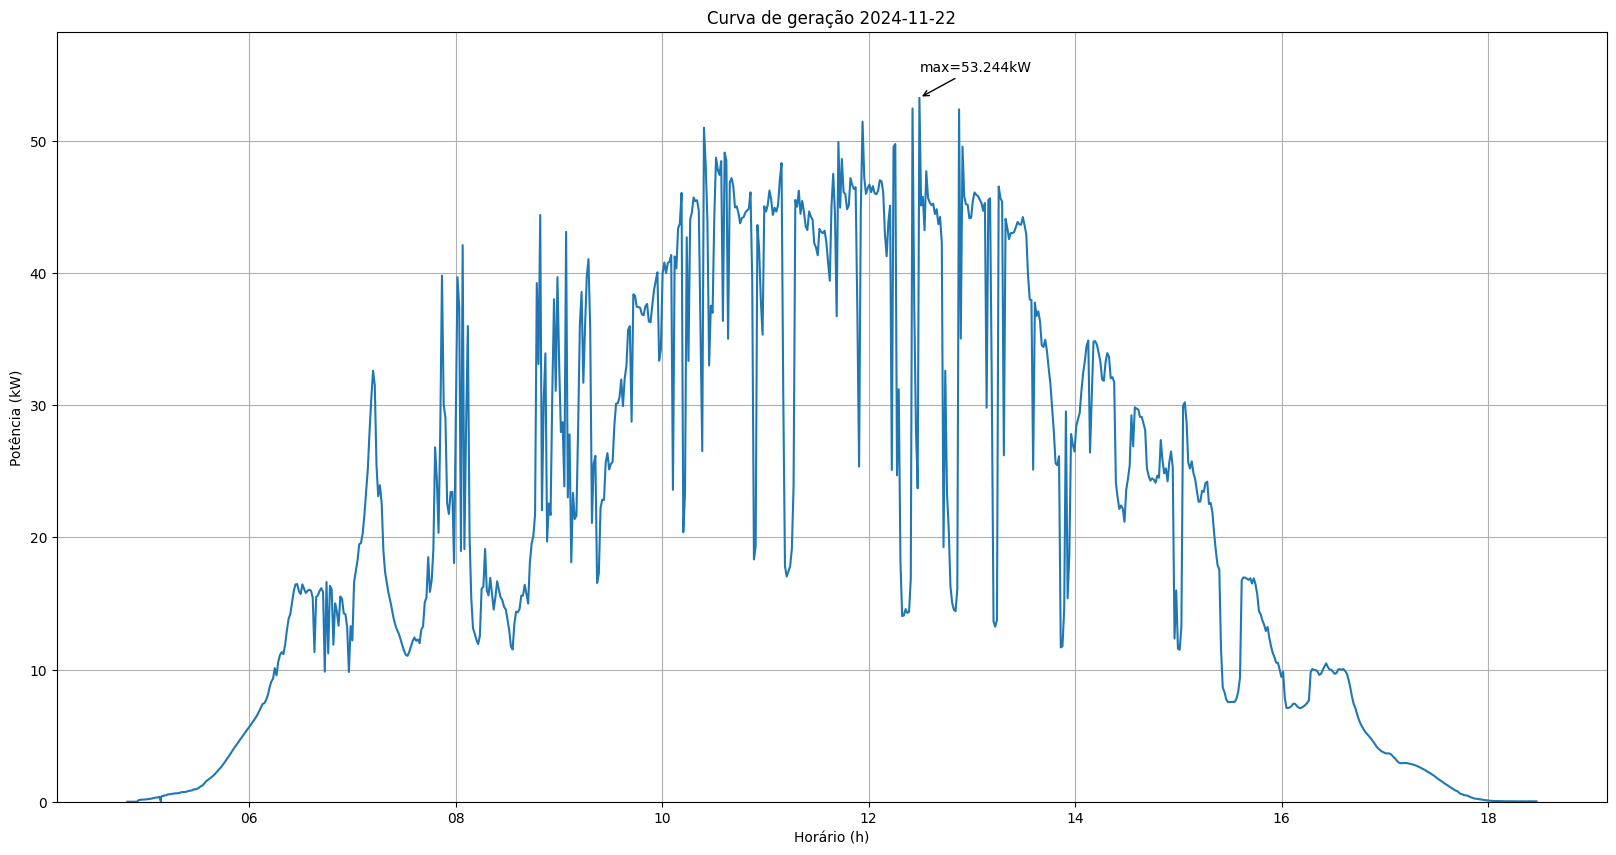 Curva de geração 2024-11-22
max=53.244kW
Potência (kW)
50
40
30
20
10
0
06 08 10 12 14 16 18
Horário (h)